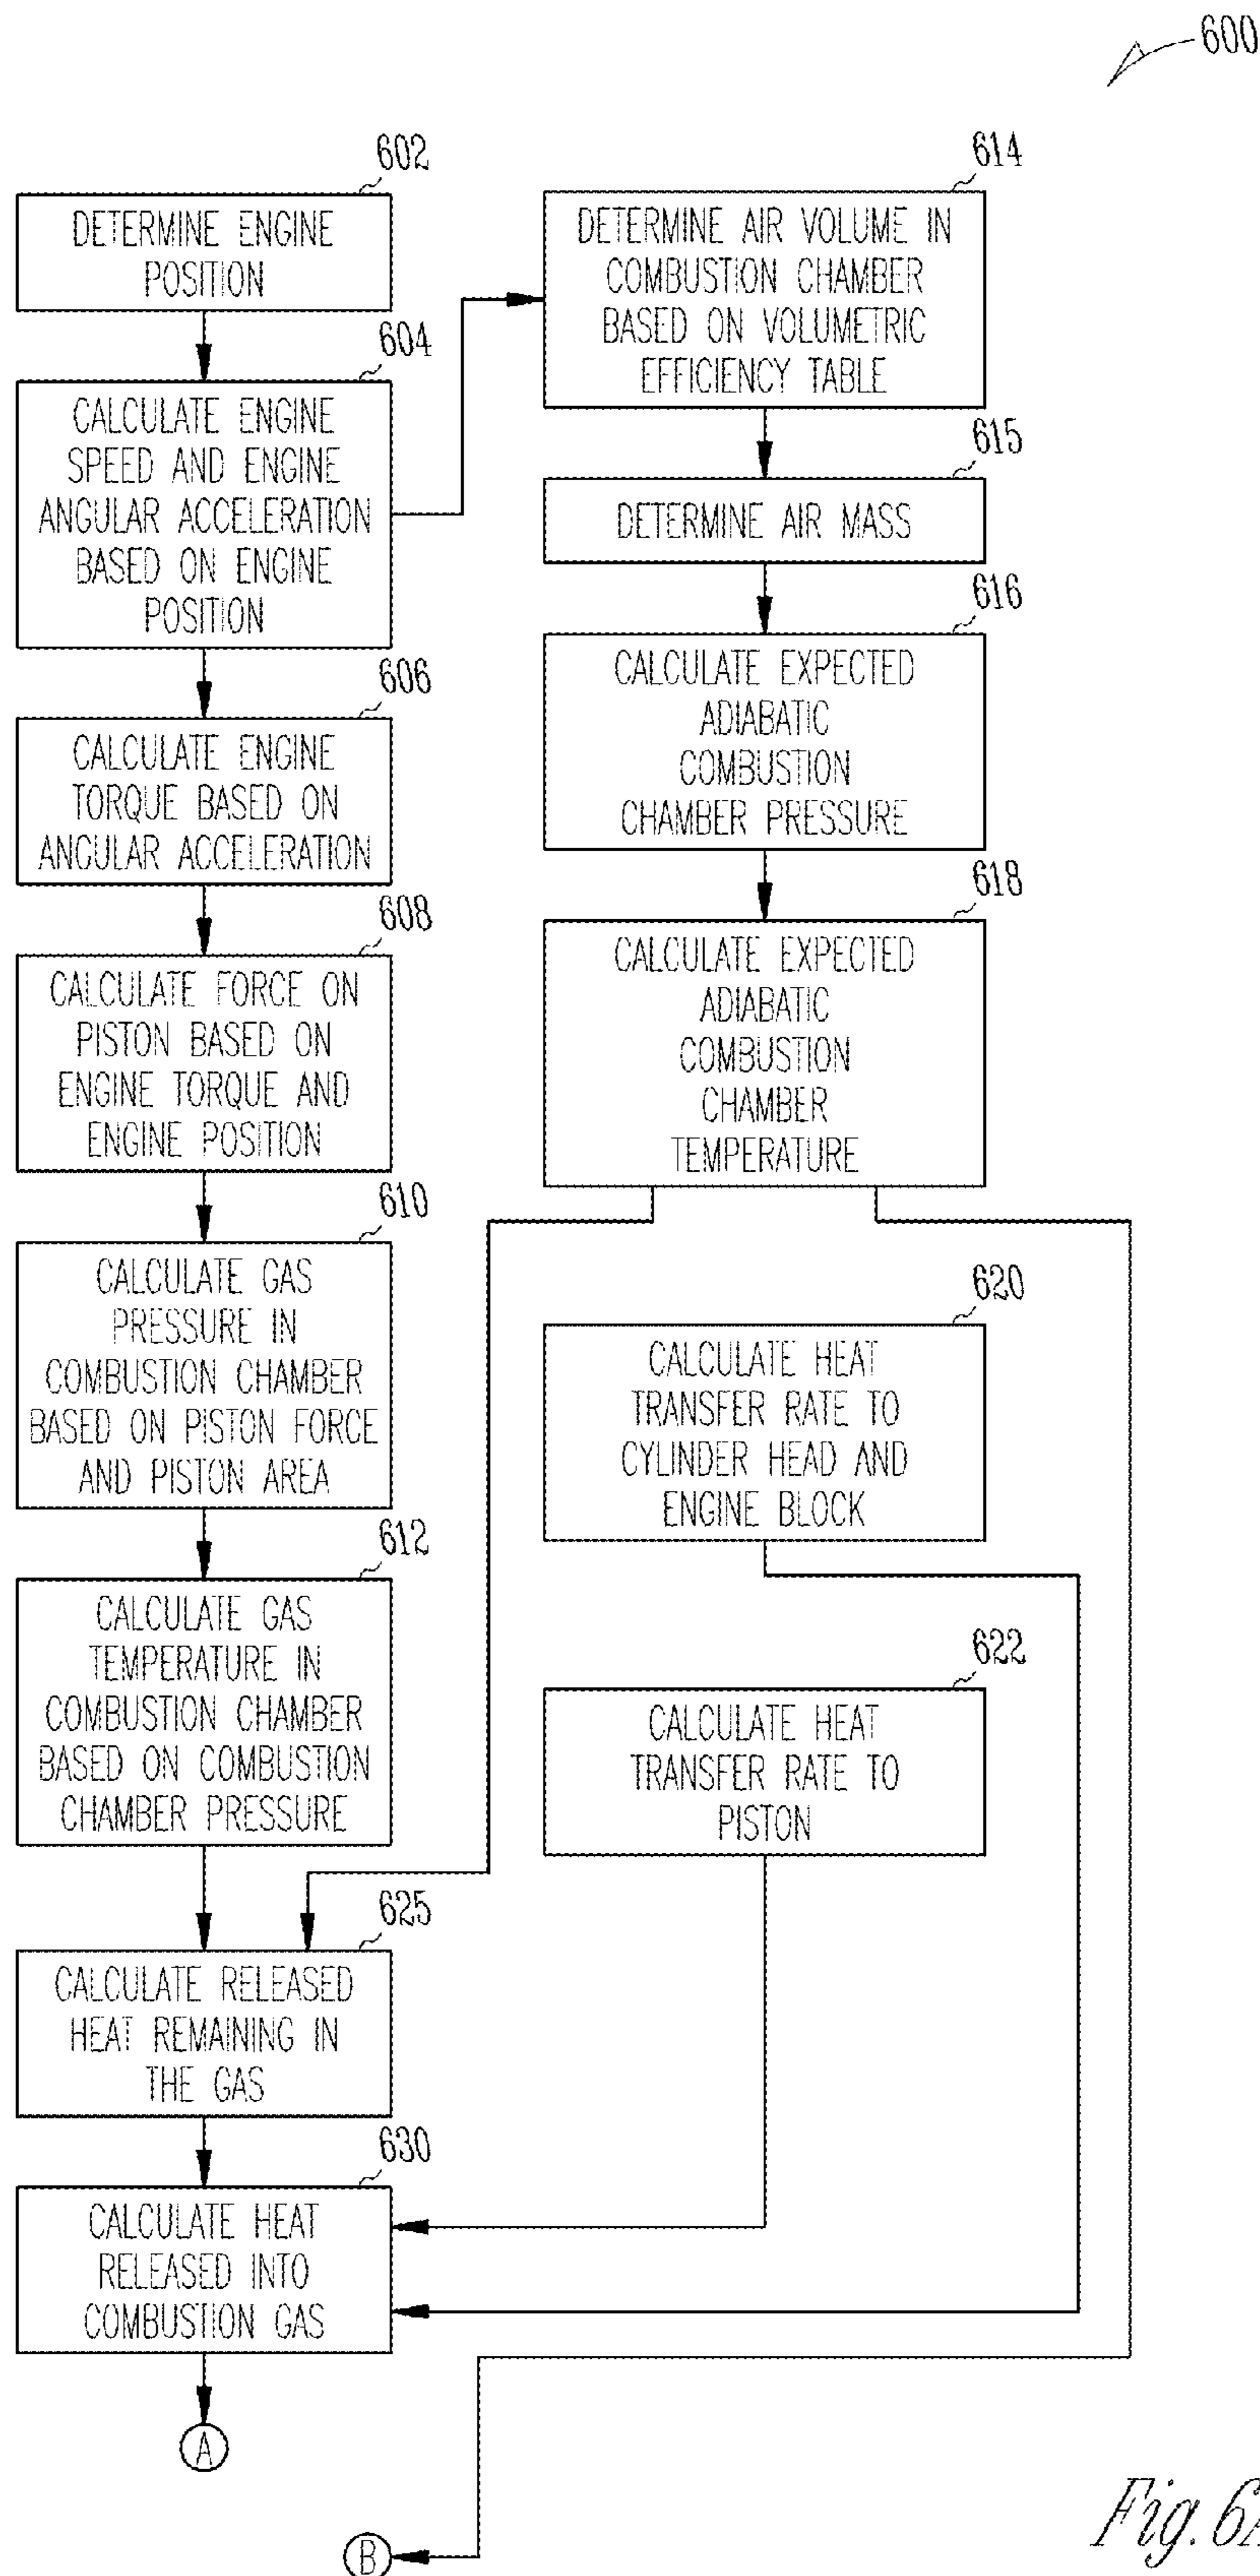 600
602
DETERMINE ENGINE
POSITION
604
CALCULATE ENGINE
SPEED AND ENGINE
ANGULAR ACCELERATION
BASED ON ENGINE
POSITION
606
CALCULATE ENGINE
TORQUE BASED ON
ANGULAR ACCELERATION
608
CALCULATE FORCE ON
PISTON BASED ON
ENGINE TORQUE AND
ENGINE POSITION
610
CALCULATE GAS
PRESSURE IN
COMBUSTION CHAMBER
BASED ON PISTON FORCE
AND PISTON AREA
612
CALCULATE GAS
TEMPERATURE IN
COMBUSTION CHAMBER
BASED ON COMBUSTION
CHAMBER PRESSURE
625
CALCULATE RELEASED
HEAT REMAINING IN
THE GAS
630
CALCULATE HEAT
RELEASED INTO
COMBUSTION GAS
A
614
DETERMINE AIR VOLUME IN
COMBUSTION CHAMBER
BASED ON VOLUMETRIC
EFFICIENCY TABLE
615
DETERMINE AIR MASS
616
CALCULATE EXPECTED
ADIABATIC
COMBUSTION
CHAMBER PRESSURE
618
CALCULATE EXPECTED
ADIABATIC
COMBUSTION
CHAMBER
TEMPERATURE
620
CALCULATE HEAT
TRANSFER RATE TO
CYLINDER HEAD AND
ENGINE BLOCK
622
CALCULATE HEAT
TRANSFER RATE TO
PISTON
B
Fig. 6A